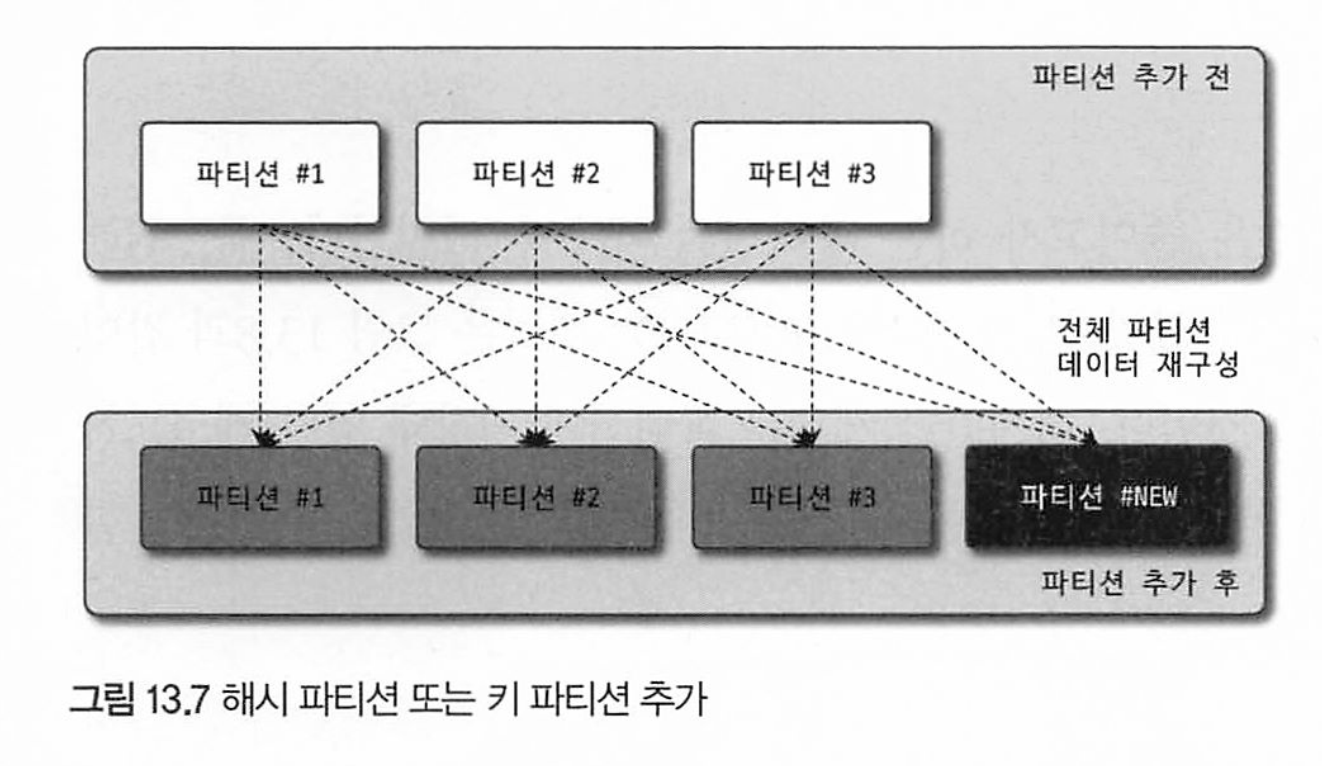 파티션 추가 전
파티션 #1
파티션 #2
파티션 #3
전체 파티션
데이터 재구성
파티션 #1
파티션 #2
파티션 #3
파티션 #NEW
파티션 추가 후
그림 13.7 해시 파티션 또는 키 파티션 추가